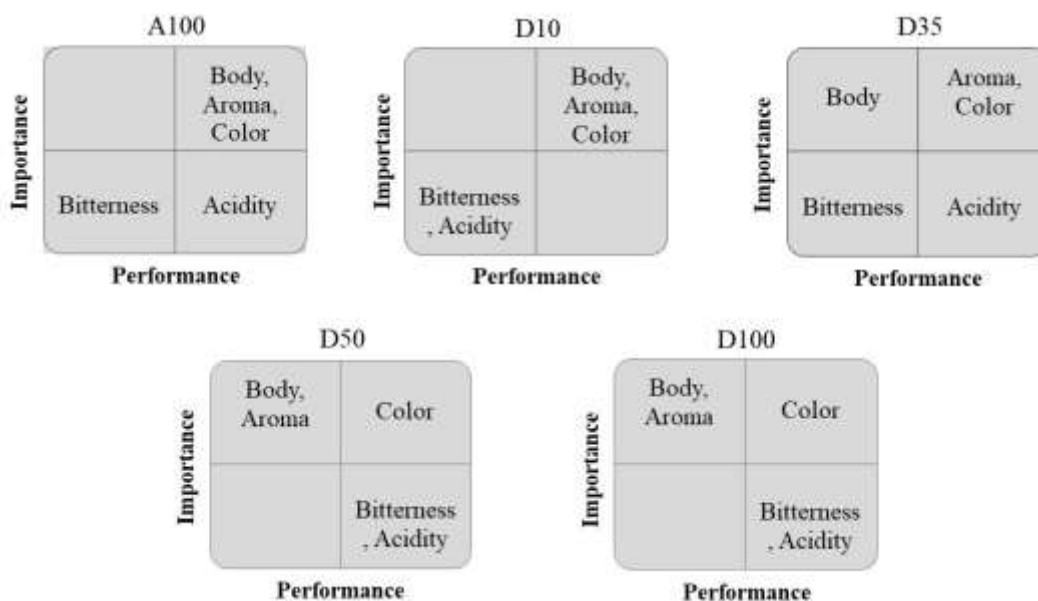 A100
Importance
Body,
Aroma,
Color
Bitterness
Acidity
Performance
D10
Importance
Body,
Aroma,
Color
Bitterness
, Acidity
Performance
D35
Importance
Body
Aroma,
Color
Bitterness
Acidity
Performance
D50
Importance
Body,
Aroma
Color
Bitterness
, Acidity
Performance
D100
Importance
Body,
Aroma
Color
Bitterness
, Acidity
Performance